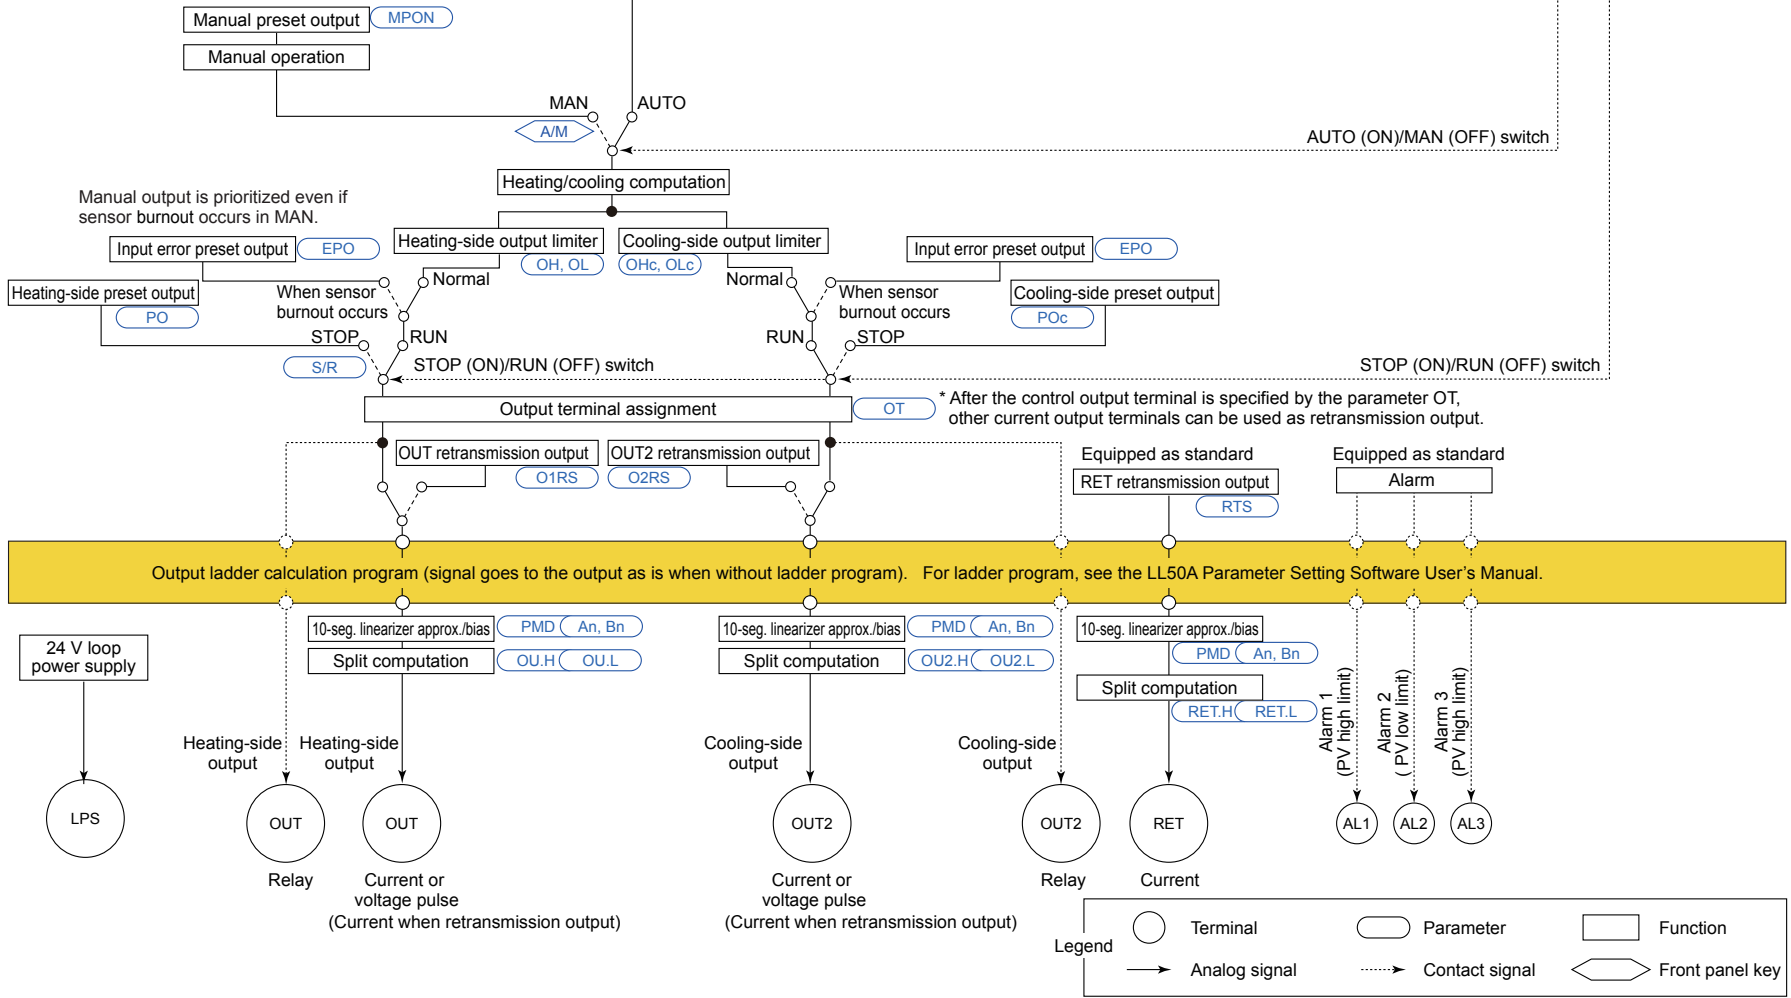 Manual preset output
MPON
Manual operation
MAN
AUTO
A/M
AUTO (ON)/MAN (OFF) switch
Heating/cooling computation
Manual output is prioritized even if
sensor burnout occurs in MAN.
Input error preset output
EPO
Heating-side output limiter
OH, OL
Cooling-side output limiter
OHc, OLc
Input error preset output
EPO
Heating-side preset output
PO
When sensor
burnout occurs
Normal
Normal
When sensor
burnout occurs
Cooling-side preset output
POc
STOP
RUN
RUN
STOP
S/R
STOP (ON)/RUN (OFF) switch
STOP (ON)/RUN (OFF) switch
Output terminal assignment
OT
* After the control output terminal is specified by the parameter OT,
other current output terminals can be used as retransmission output.
OUT retransmission output
O1RS
OUT2 retransmission output
O2RS
Equipped as standard
RET retransmission output
RTS
Equipped as standard
Alarm
Output ladder calculation program (signal goes to the output as is when without ladder program).   For ladder program, see the LL50A Parameter Setting Software User's Manual.
24 V loop
power supply
10-seg. linearizer approx./bias
PMD
An, Bn
Split computation
OU.H
OU.L
10-seg. linearizer approx./bias
PMD
An, Bn
Split computation
OU2.H
OU2.L
10-seg. linearizer approx./bias
PMD
An, Bn
Split computation
RET.H
RET.L
Alarm 1
(PV high limit)
Alarm 2
( PV low limit)
Alarm 3
(PV high limit)
Heating-side
output
Heating-side
output
Cooling-side
output
Cooling-side
output
LPS
OUT
OUT
OUT2
OUT2
RET
AL1
AL2
AL3
Relay
Current or
voltage pulse
(Current when retransmission output)
Current or
voltage pulse
(Current when retransmission output)
Relay
Current
Legend
Terminal
Parameter
Function
Analog signal
Contact signal
Front panel key